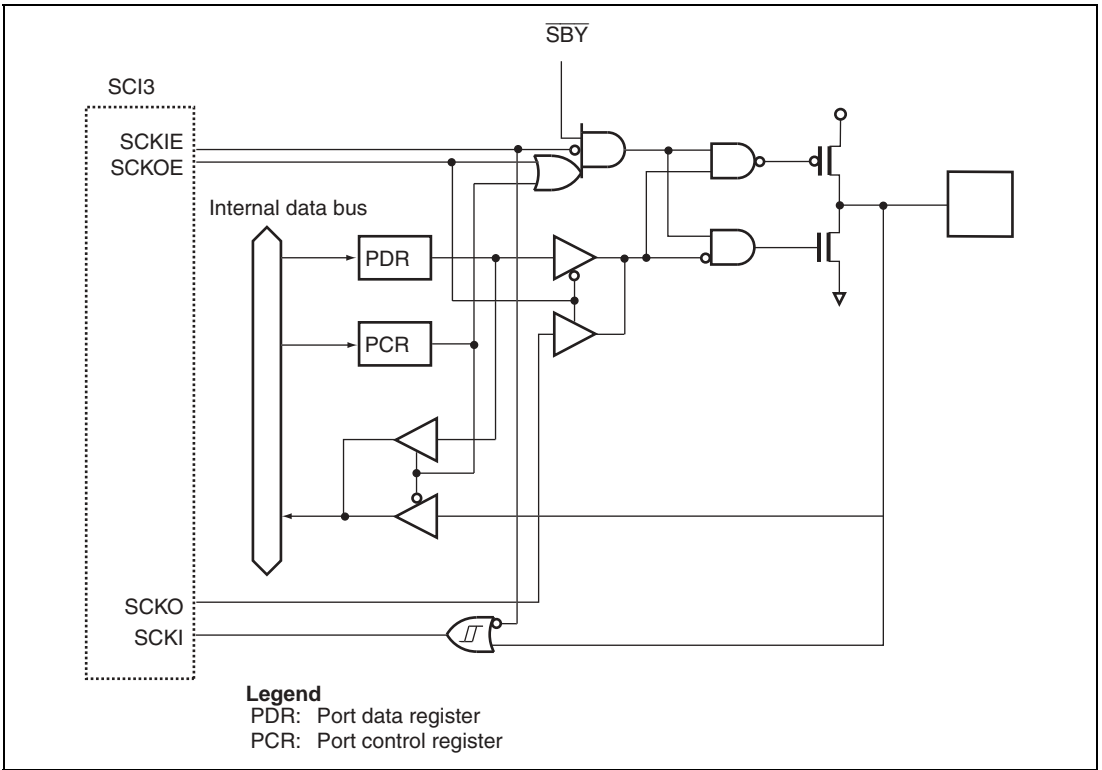 SBY
SCI3
SCKIE
SCKOE
Internal data bus
PDR
PCR
SCKO
SCKI
Legend
PDR: Port data register
PCR: Port control register